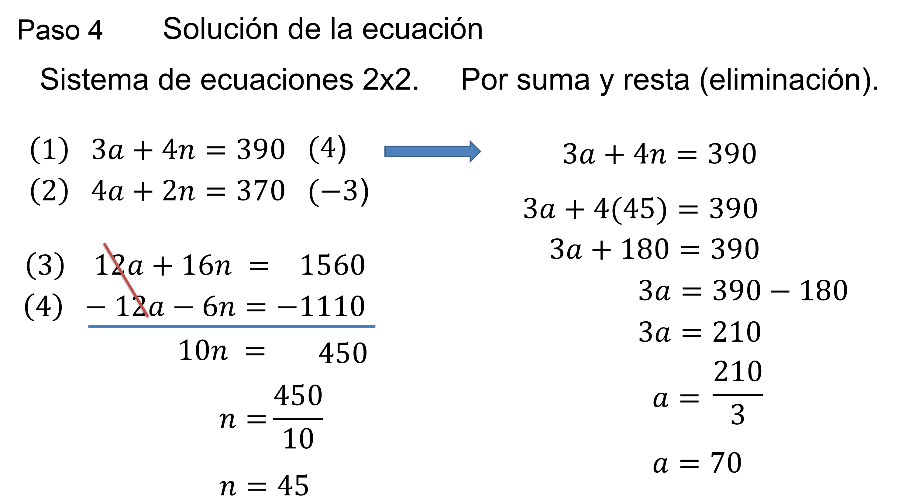 Paso 4 Solución de la ecuación
Sistema de ecuaciones 2x2. Por suma y resta (eliminación).
(1) 3a + 4n = 390 (4)
(2) 4a + 2n = 370 (−3)
(3) 12a + 16n = 1560
(4) − 12a − 6n = −1110
10n = 450
n = 450/10
n = 45
3a + 4n = 390
3a + 4(45) = 390
3a + 180 = 390
3a = 390 − 180
3a = 210
a = 210/3
a = 70